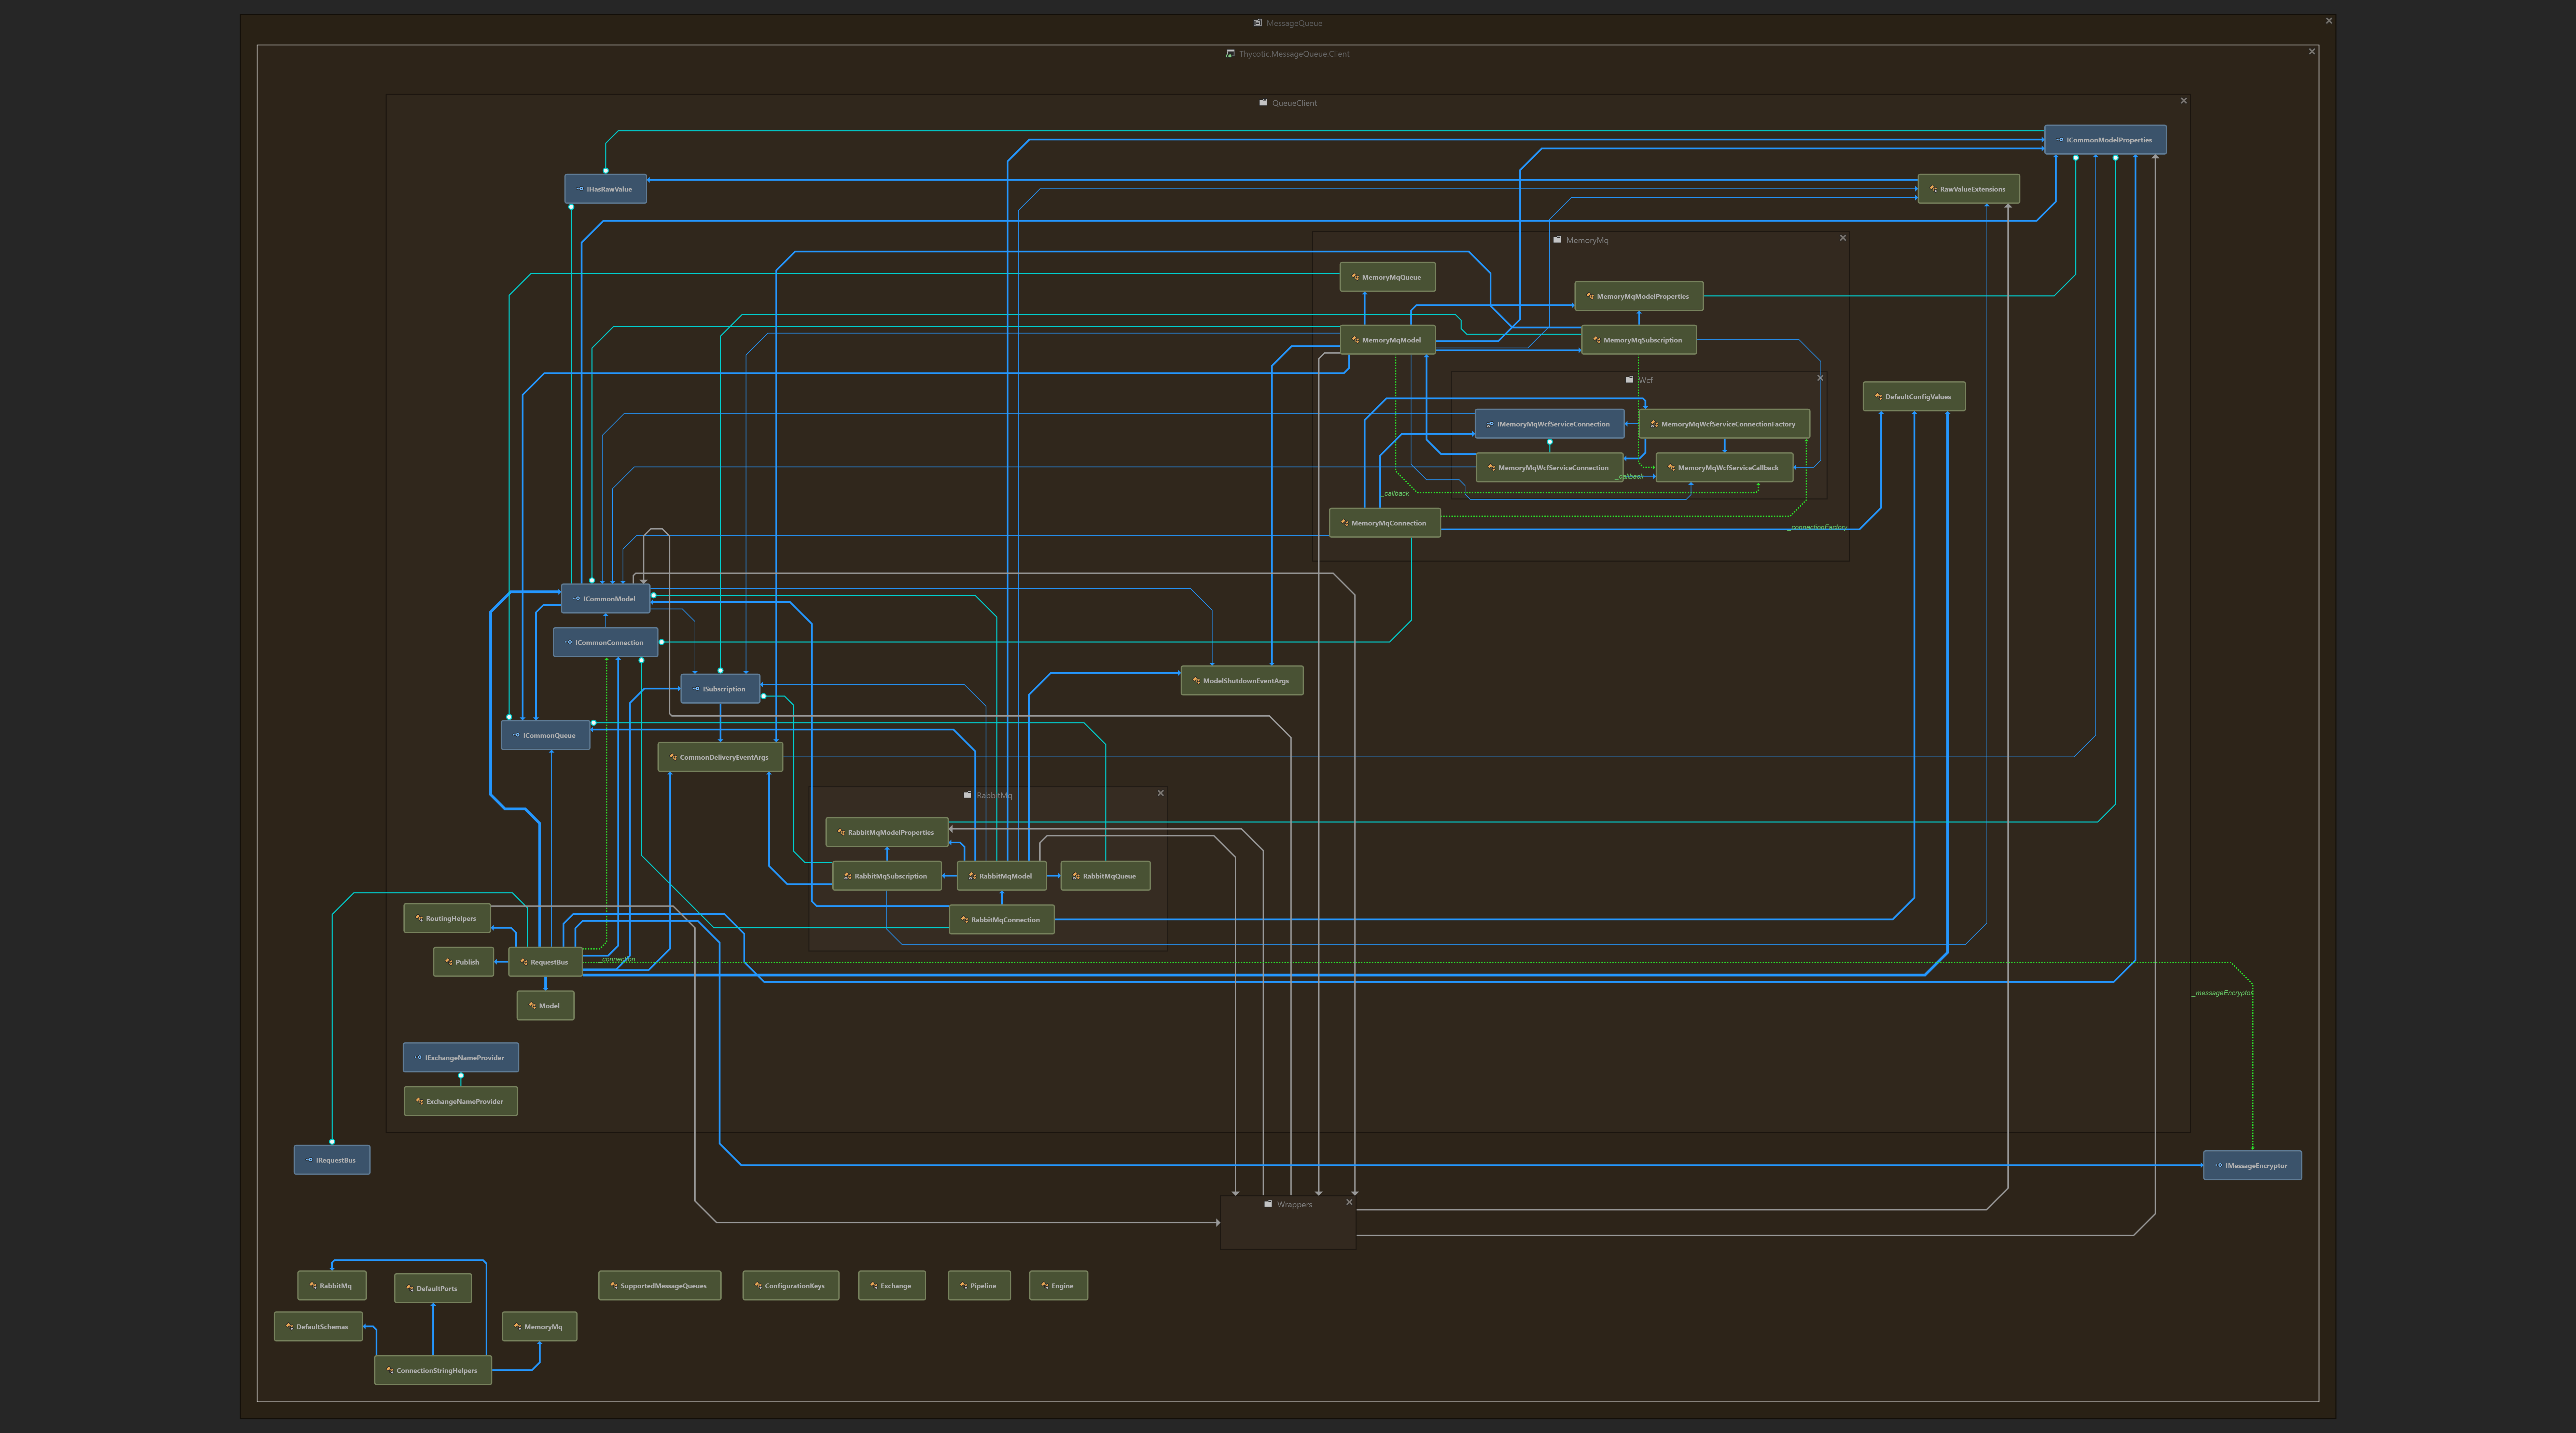 MessageQueue
Thycotic.MessageQueue.Client
QueueClient
ICommonModelProperties
IHasRawValue
RawValueExtensions
MemoryMq
MemoryMqQueue
MemoryMqModelProperties
MemoryMqModel
MemoryMqSubscription
Wcf
DefaultConfigValues
IMemoryMqWcfServiceConnection
MemoryMqWcfServiceConnectionFactory
MemoryMqWcfServiceConnection
MemoryMqWcfServiceCallback
_callback
_callback
MemoryMqConnection
_connectionFactory
ICommonModel
ICommonConnection
ISubscription
ModelShutdownEventArgs
ICommonQueue
CommonDeliveryEventArgs
RabbitMq
RabbitMqModelProperties
RabbitMqSubscription
RabbitMqModel
RabbitMqQueue
RoutingHelpers
RabbitMqConnection
Publish
RequestBus
_connection
_messageEncryptor
Model
IExchangeNameProvider
ExchangeNameProvider
IRequestBus
IMessageEncryptor
Wrappers
RabbitMq
DefaultPorts
SupportedMessageQueues
ConfigurationKeys
Exchange
Pipeline
Engine
DefaultSchemas
MemoryMq
ConnectionStringHelpers